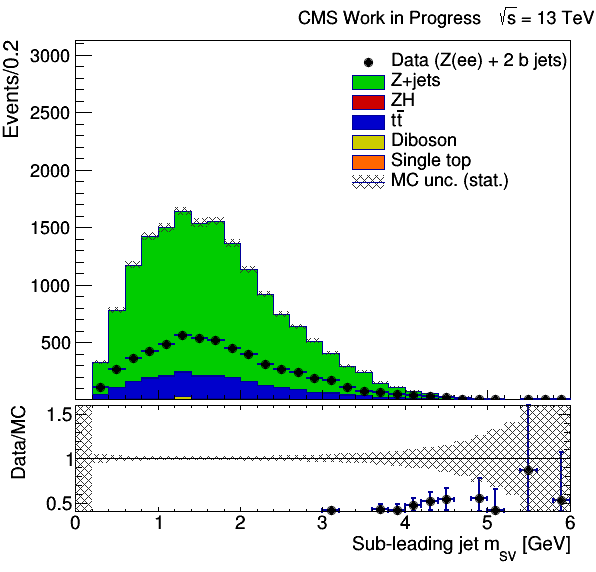 CMS Work in Progress √s = 13 TeV
Events/0.2
3000
2500
2000
1500
1000
500
Data (Z(ee) + 2 b jets)
Z+jets
ZH
tt̅
Diboson
Single top
MC unc. (stat.)
Data/MC
1.5
1
0.5
0 1 2 3 4 5 6
Sub-leading jet m_SV [GeV]